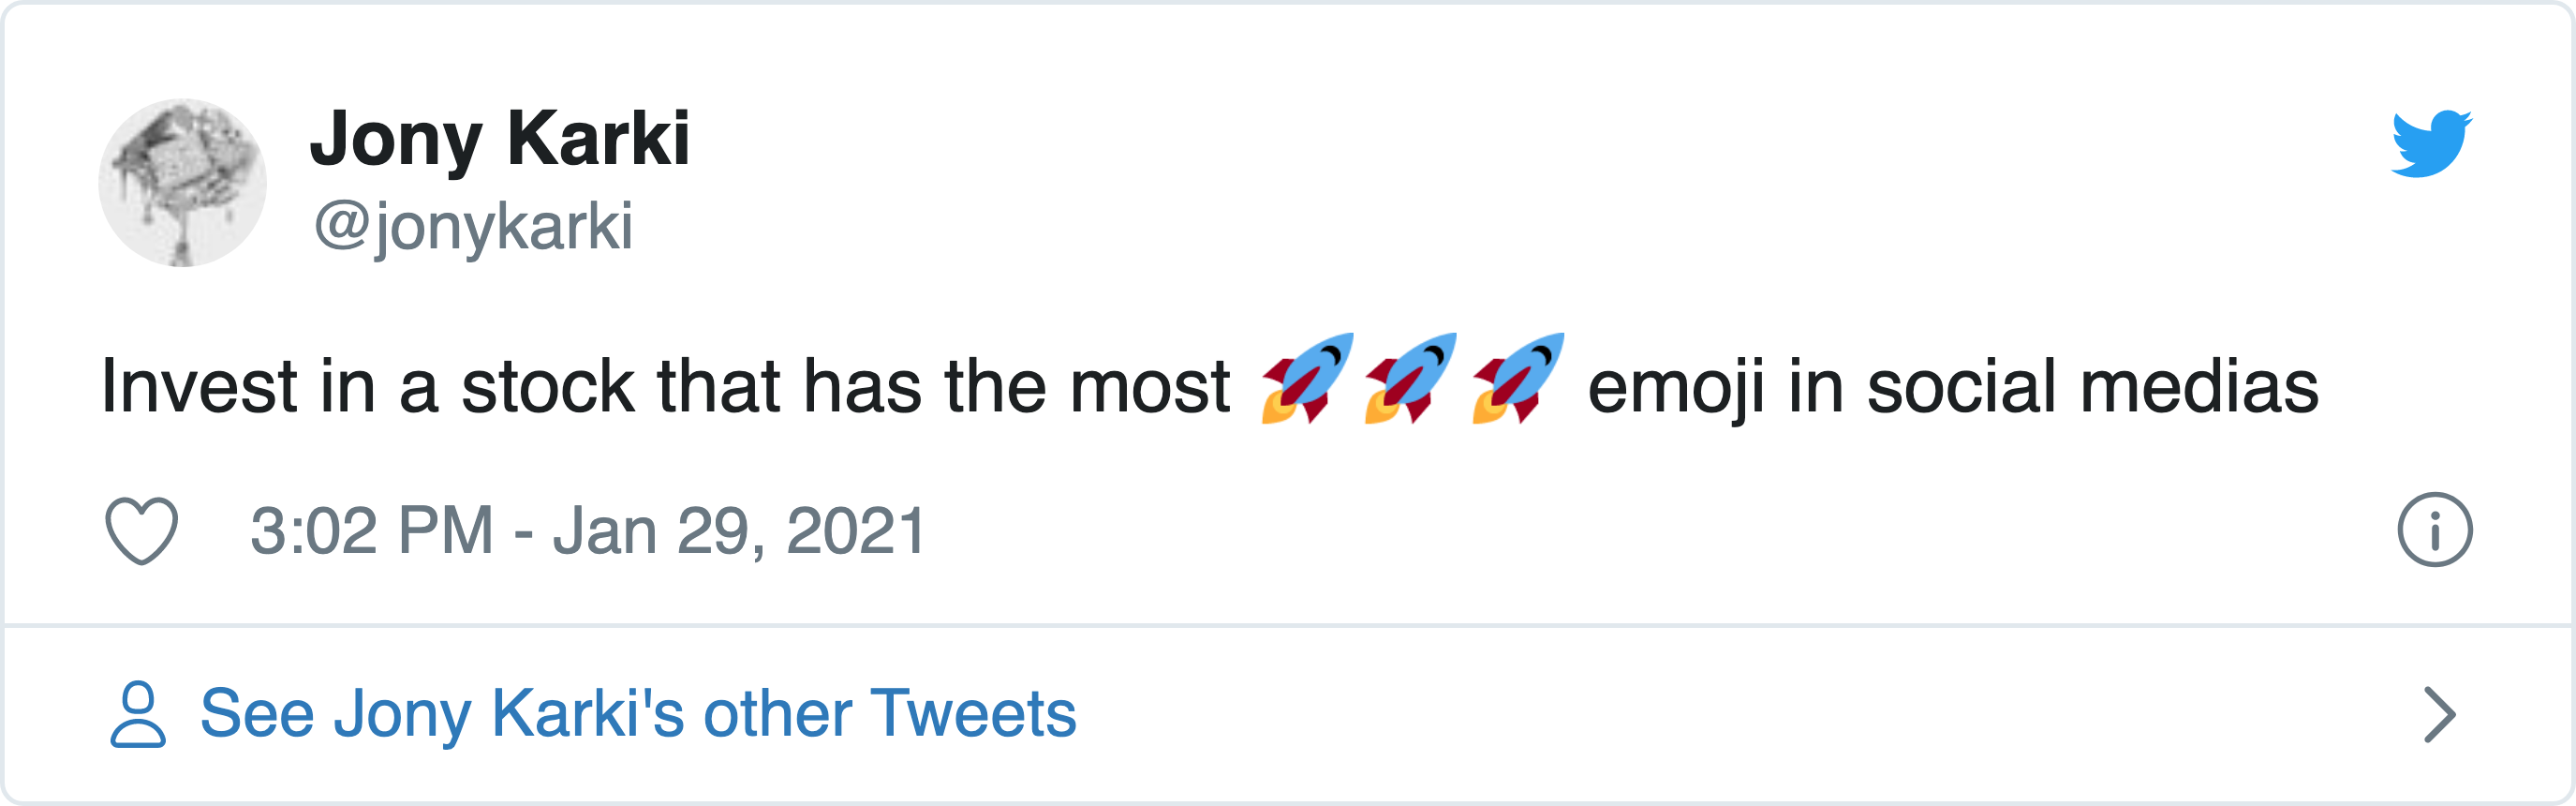 Jony Karki
@jonykarki
Invest in a stock that has the most 🚀🚀🚀 emoji in social medias
3:02 PM - Jan 29, 2021
See Jony Karki's other Tweets